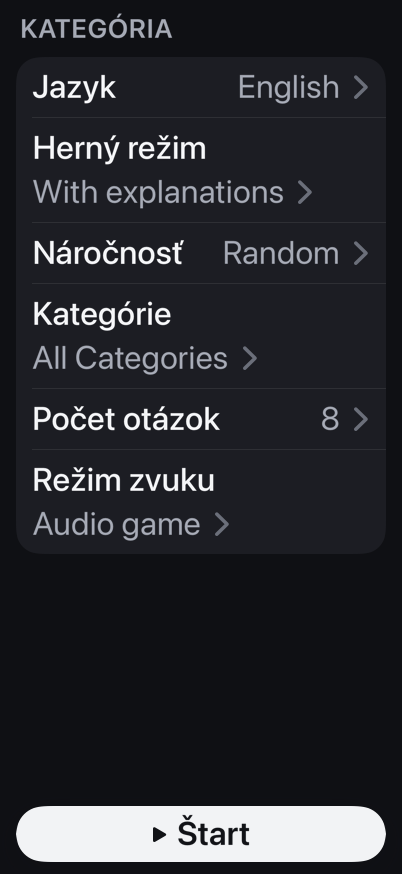 KATEGÓRIA
Jazyk English
Herný režim
With explanations
Náročnosť Random
Kategórie
All Categories
Počet otázok 8
Režim zvuku
Audio game
Štart